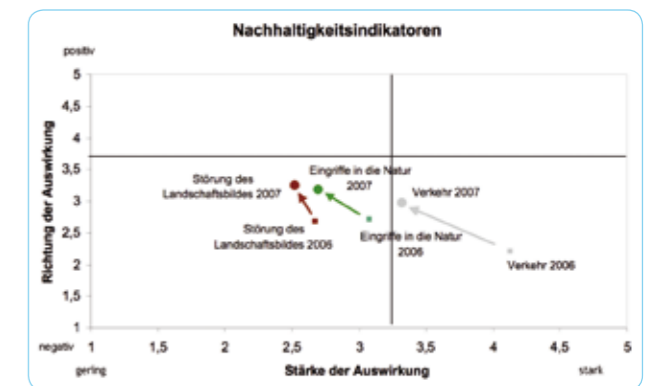 Nachhaltigkeitsindikatoren
positiv
Richtung der Auswirkung
5
4,5
4
3,5
3
2,5
2
1,5
1
Störung des
Landschaftsbildes 2007
Eingriffe in die Natur
2007
Verkehr 2007
Störung des
Landschaftsbildes 2006
Eingriffe in die Natur
2006
Verkehr 2006
negativ
1
1,5
2
2,5
3
3,5
4
4,5
5
gering
Stärke der Auswirkung
stark